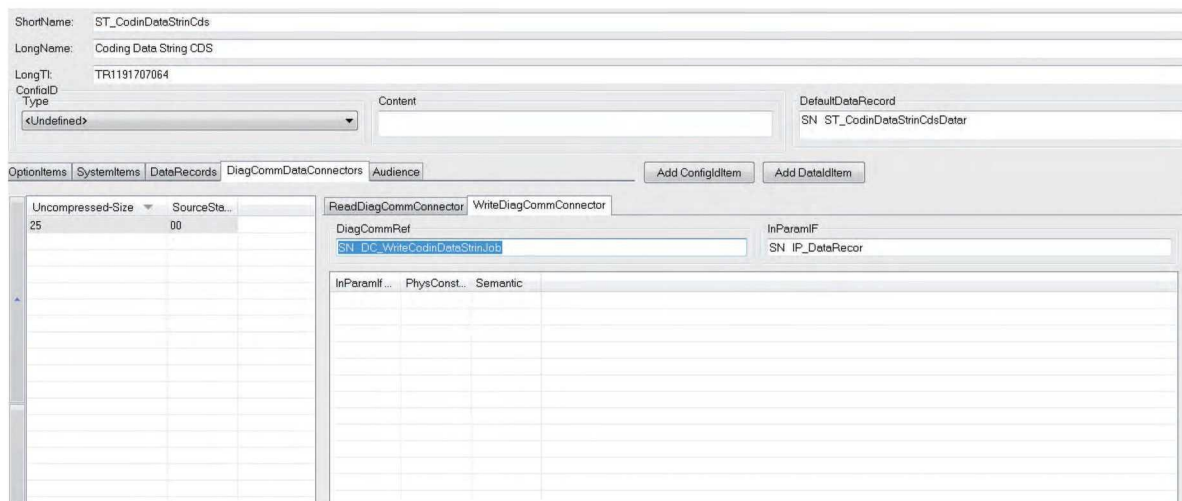 ShortName: ST_CodinDataStrinCds
LongName: Coding Data String CDS
LongTI: TR1191707064
ConfigID
Type Content DefaultDataRecord
<Undefined> SN ST_CodinDataStrinCdsDatar
OptionItems SystemItems DataRecords DiagCommDataConnectors Audience Add ConfigIdItem Add DataIdItem
Uncompressed-Size SourceSta... ReadDiagCommConnector WriteDiagCommConnector
25 00
DiagCommRef InParamIF
SN DC_WriteCodinDataStrinJob SN IP_DataRecor
InParamIf... PhysConst... Semantic